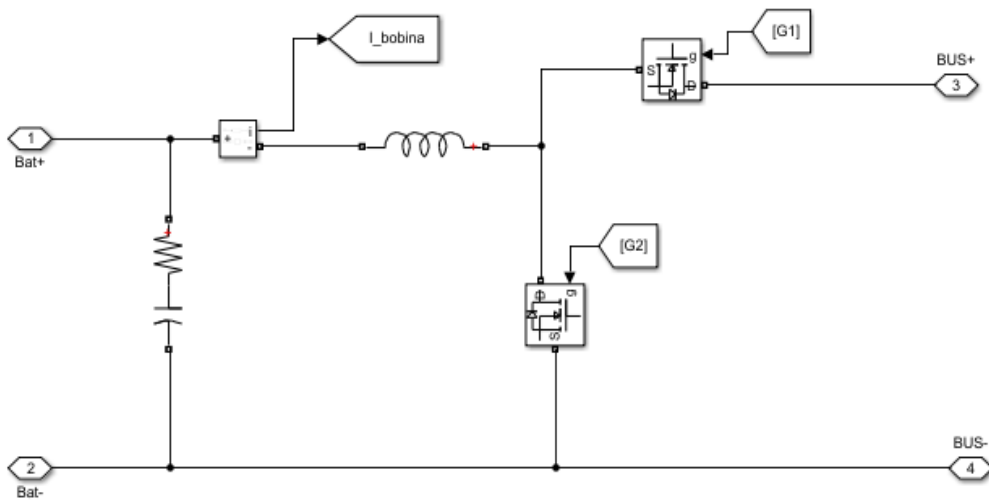 I_bobina
[G1]
g
S
D
BUS+
3
1
Bat+
+
i
-
[G2]
D
g
S
BUS-
4
2
Bat-